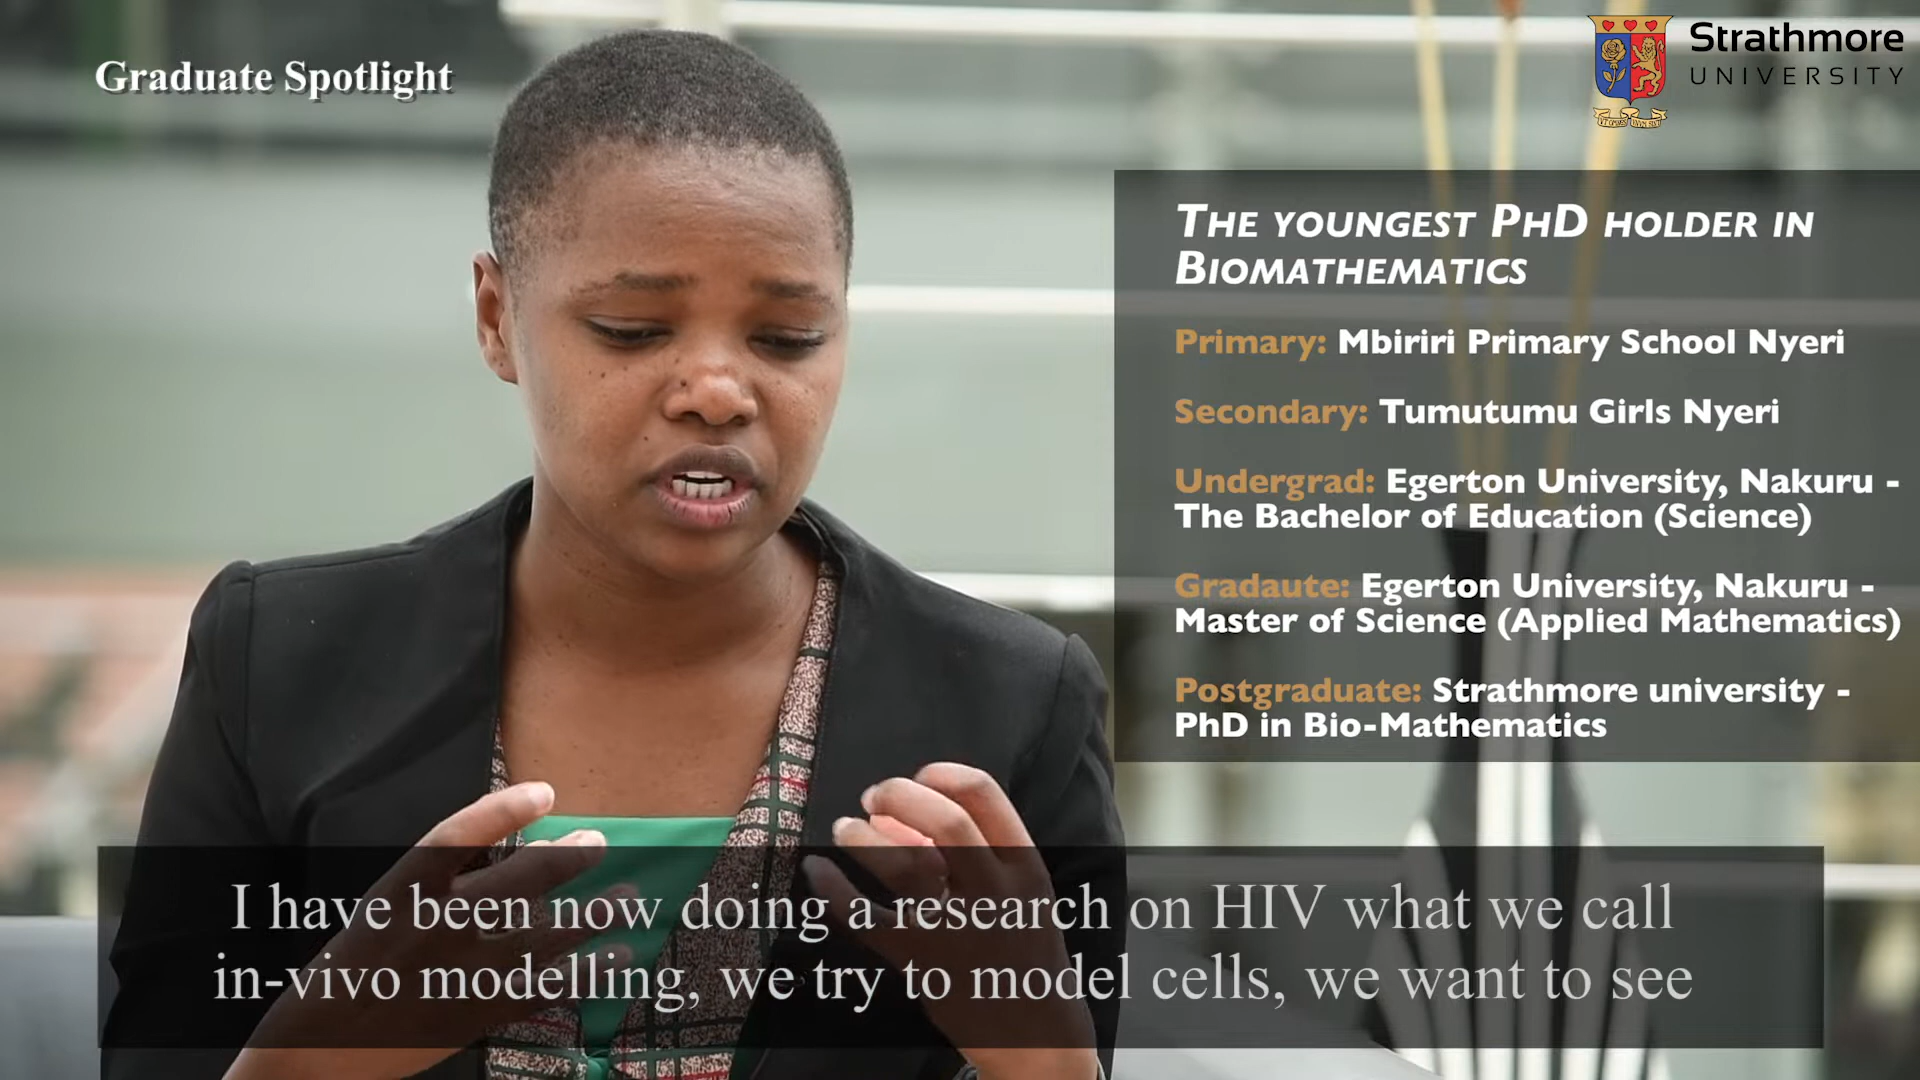 Graduate Spotlight
Strathmore
UNIVERSITY
THE YOUNGEST PHD HOLDER IN
BIOMATHEMATICS
Primary: Mbiriri Primary School Nyeri
Secondary: Tumutumu Girls Nyeri
Undergrad: Egerton University, Nakuru -
The Bachelor of Education (Science)
Gradaute: Egerton University, Nakuru -
Master of Science (Applied Mathematics)
Postgraduate: Strathmore university -
PhD in Bio-Mathematics
I have been now doing a research on HIV what we call
in-vivo modelling, we try to model cells, we want to see